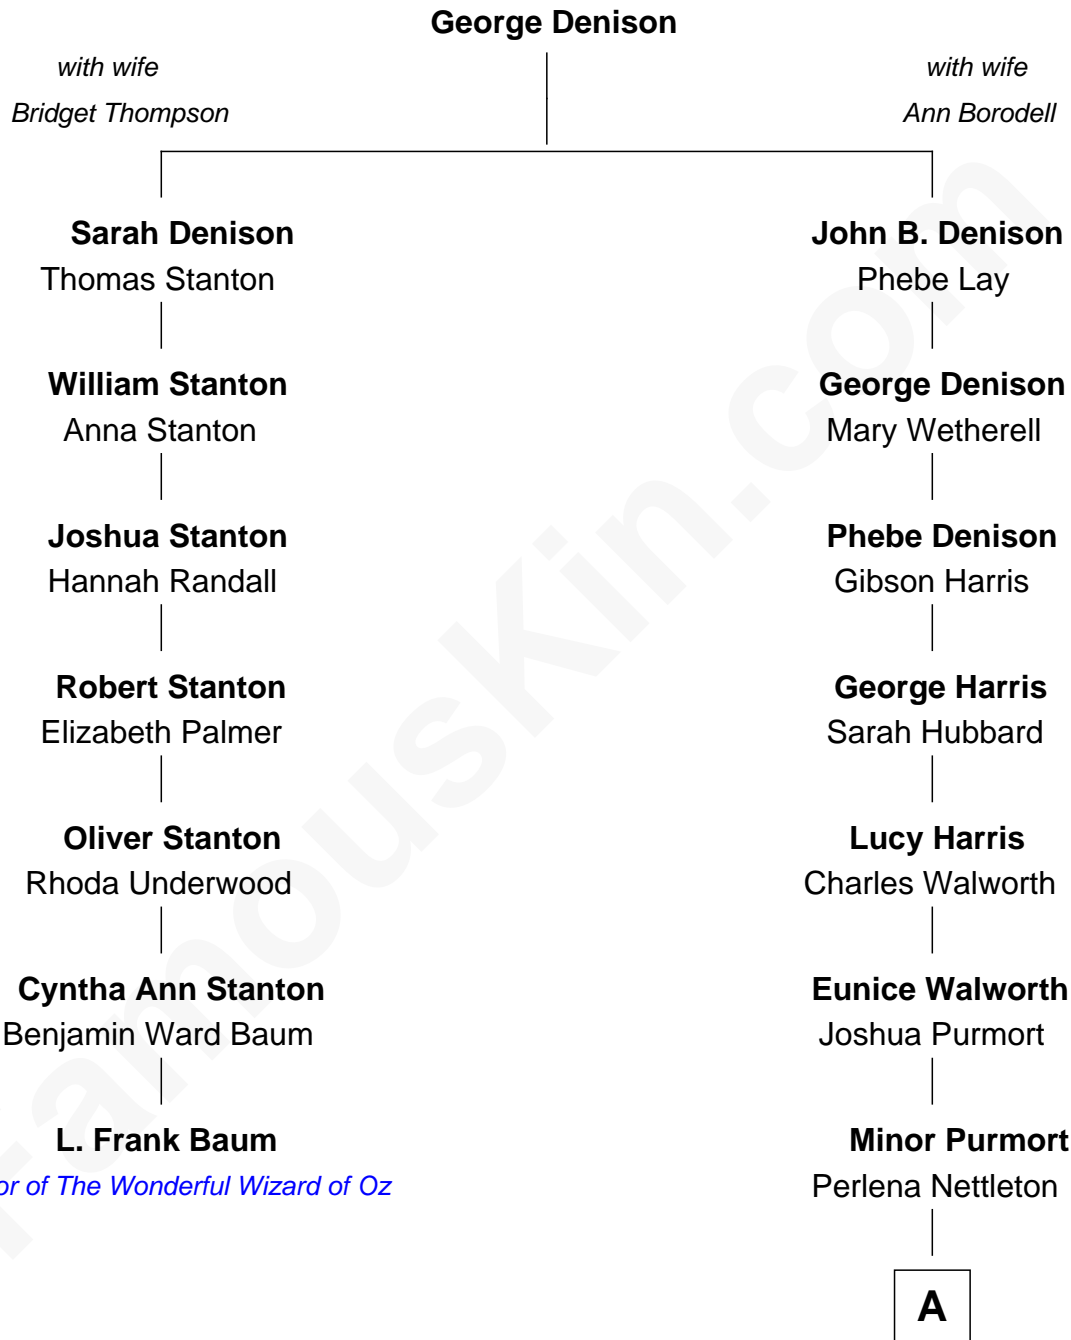 George Denison
with wife
Bridget Thompson
with wife
Ann Borodell
Sarah Denison
Thomas Stanton
John B. Denison
Phebe Lay
William Stanton
Anna Stanton
George Denison
Mary Wetherell
Joshua Stanton
Hannah Randall
Phebe Denison
Gibson Harris
Robert Stanton
Elizabeth Palmer
George Harris
Sarah Hubbard
Oliver Stanton
Rhoda Underwood
Lucy Harris
Charles Walworth
Cyntha Ann Stanton
Benjamin Ward Baum
Eunice Walworth
Joshua Purmort
L. Frank Baum
or of The Wonderful Wizard of Oz
Minor Purmort
Perlena Nettleton
A
FamousKin.com